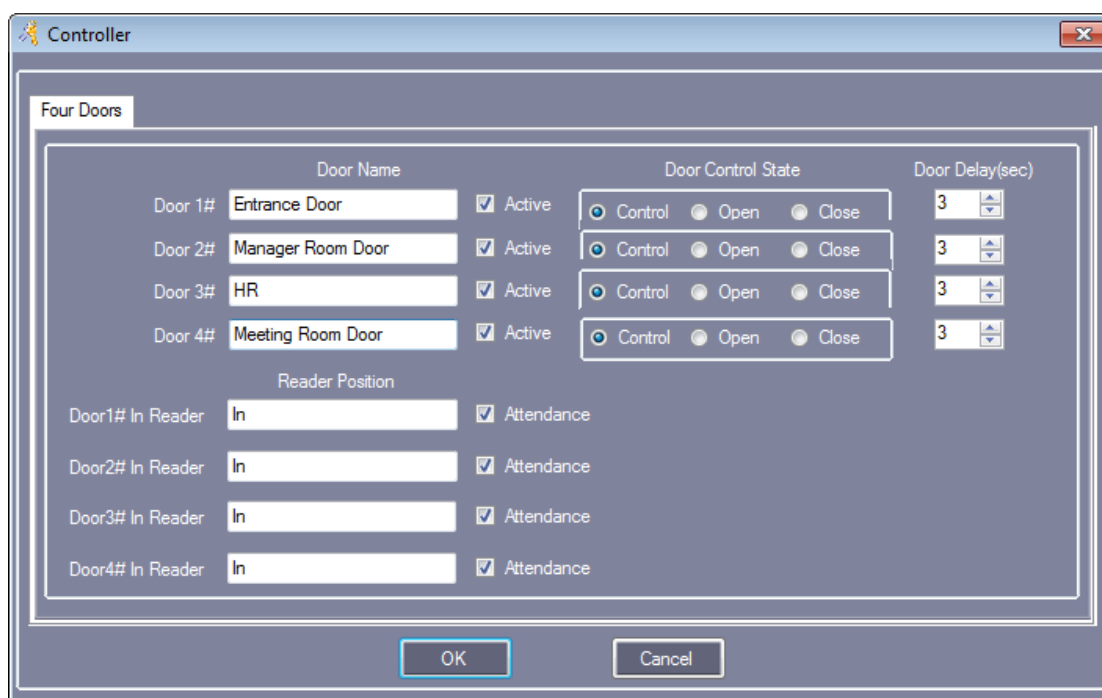 Controller
Four Doors
Door Name Door Control State Door Delay(sec)
Door 1# Entrance Door Active Control Open Close 3
Door 2# Manager Room Door Active Control Open Close 3
Door 3# HR Active Control Open Close 3
Door 4# Meeting Room Door Active Control Open Close 3
Reader Position
Door1# In Reader In Attendance
Door2# In Reader In Attendance
Door3# In Reader In Attendance
Door4# In Reader In Attendance
OK Cancel